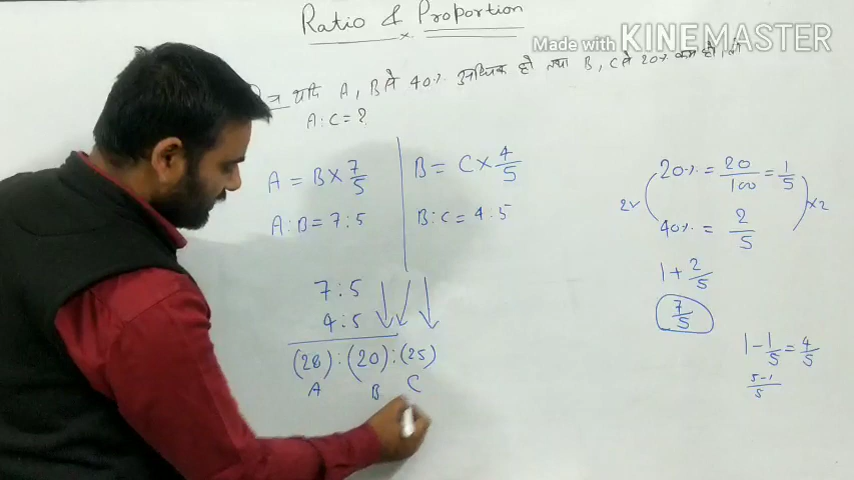 Ratio & Proportion
Made with KINEMASTER
यदि A, B से 40% अधिक हो तथा B, C से 20% कम हो, तो
A:C = ?
A = B × 7/5
B = C × 4/5
20% = 20/100 = 1/5
A:B = 7:5
B:C = 4:5
2×
×2
40% = 2/5
1 + 2/5
7:5
7/5
4:5
1 - 1/5 = 4/5
(28):(20):(25)
5-1/5
A B C